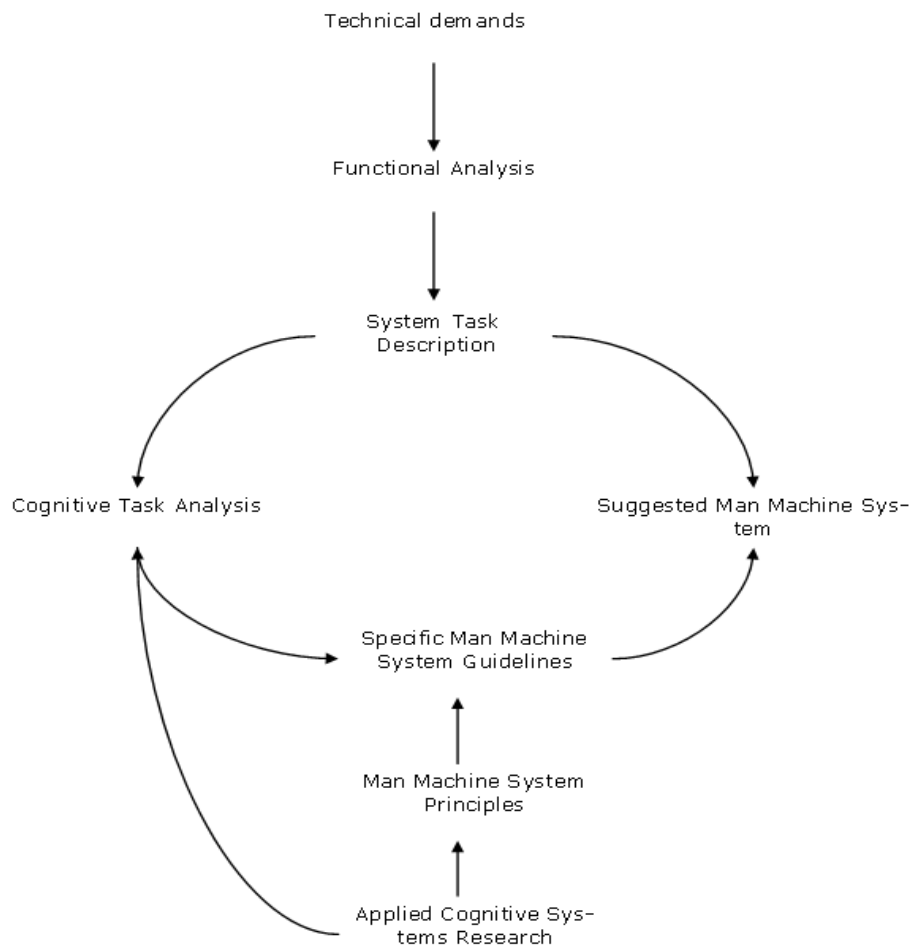 Technical demands
Functional Analysis
System Task
Description
Cognitive Task Analysis
Suggested Man Machine Sys-
tem
Specific Man Machine
System Guidelines
Man Machine System
Principles
Applied Cognitive Sys-
tems Research